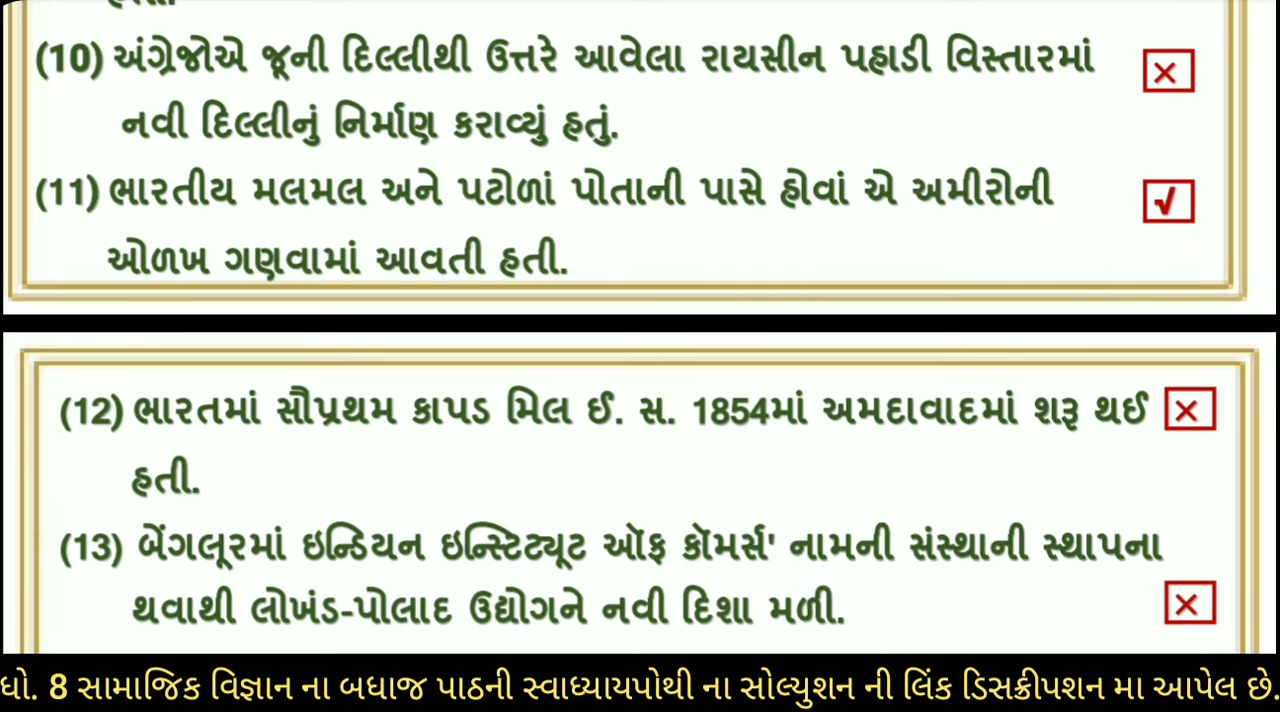 હતા.
(10) અંગ્રેજોએ જૂની દિલ્લીથી ઉત્તરે આવેલા રાયસીન પહાડી વિસ્તારમાં
નવી દિલ્લીનું નિર્માણ કરાવ્યું હતું.
(11) ભારતીય મલમલ અને પટોળાં પોતાની પાસે હોવાં એ અમીરોની
ઓળખ ગણવામાં આવતી હતી.
(12) ભારતમાં સૌપ્રથમ કાપડ મિલ ઈ. સ. 1854માં અમદાવાદમાં શરૂ થઈ
હતી.
(13) બેંગલૂરમાં ઇન્ડિયન ઇન્સ્ટિટ્યૂટ ઑફ કૉમર્સ' નામની સંસ્થાની સ્થાપના
થવાથી લોખંડ-પોલાદ ઉદ્યોગને નવી દિશા મળી.
ધો. 8 સામાજિક વિજ્ઞાન ના બધાજ પાઠની સ્વાધ્યાયપોથી ના સોલ્યુશન ની લિંક ડિસક્રીપશન મા આપેલ છે.